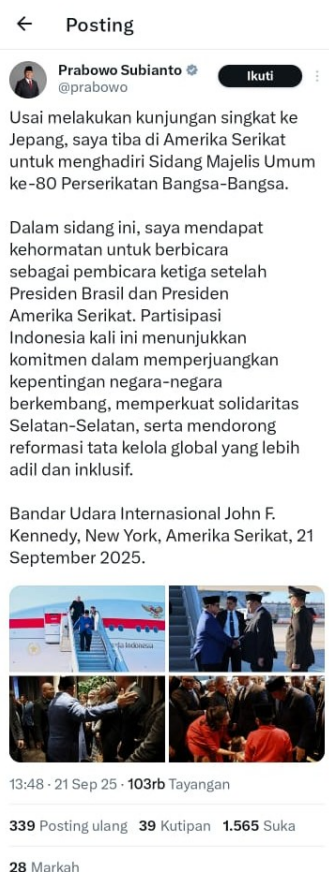 Posting
Prabowo Subianto
@prabowo
Ikuti
Usai melakukan kunjungan singkat ke
Jepang, saya tiba di Amerika Serikat
untuk menghadiri Sidang Majelis Umum
ke-80 Perserikatan Bangsa-Bangsa.
Dalam sidang ini, saya mendapat
kehormatan untuk berbicara
sebagai pembicara ketiga setelah
Presiden Brasil dan Presiden
Amerika Serikat. Partisipasi
Indonesia kali ini menunjukkan
komitmen dalam memperjuangkan
kepentingan negara-negara
berkembang, memperkuat solidaritas
Selatan-Selatan, serta mendorong
reformasi tata kelola global yang lebih
adil dan inklusif.
Bandar Udara Internasional John F.
Kennedy, New York, Amerika Serikat, 21
September 2025.
13:48 · 21 Sep 25 · 103rb Tayangan
339 Posting ulang 39 Kutipan 1.565 Suka
28 Markah